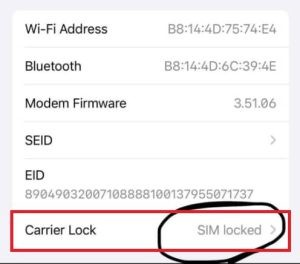 Wi-Fi Address B8:14:4D:75:74:E4
Bluetooth B8:14:4D:6C:39:4E
Modem Firmware 3.51.06
SEID
EID
89049032007108888100137955071737
Carrier Lock SIM locked